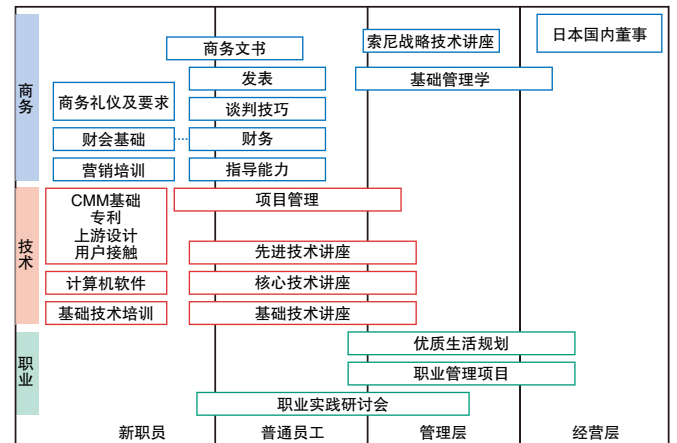 商务
商务文书
索尼战略技术讲座
日本国内董事
发表
基础管理学
商务礼仪及要求
谈判技巧
财会基础
财务
营销培训
指导能力
技术
CMM基础
专利
上游设计
用户接触
项目管理
先进技术讲座
计算机软件
核心技术讲座
基础技术培训
基础技术讲座
职业
优质生活规划
职业管理项目
职业实践研讨会
新职员
普通员工
管理层
经营层